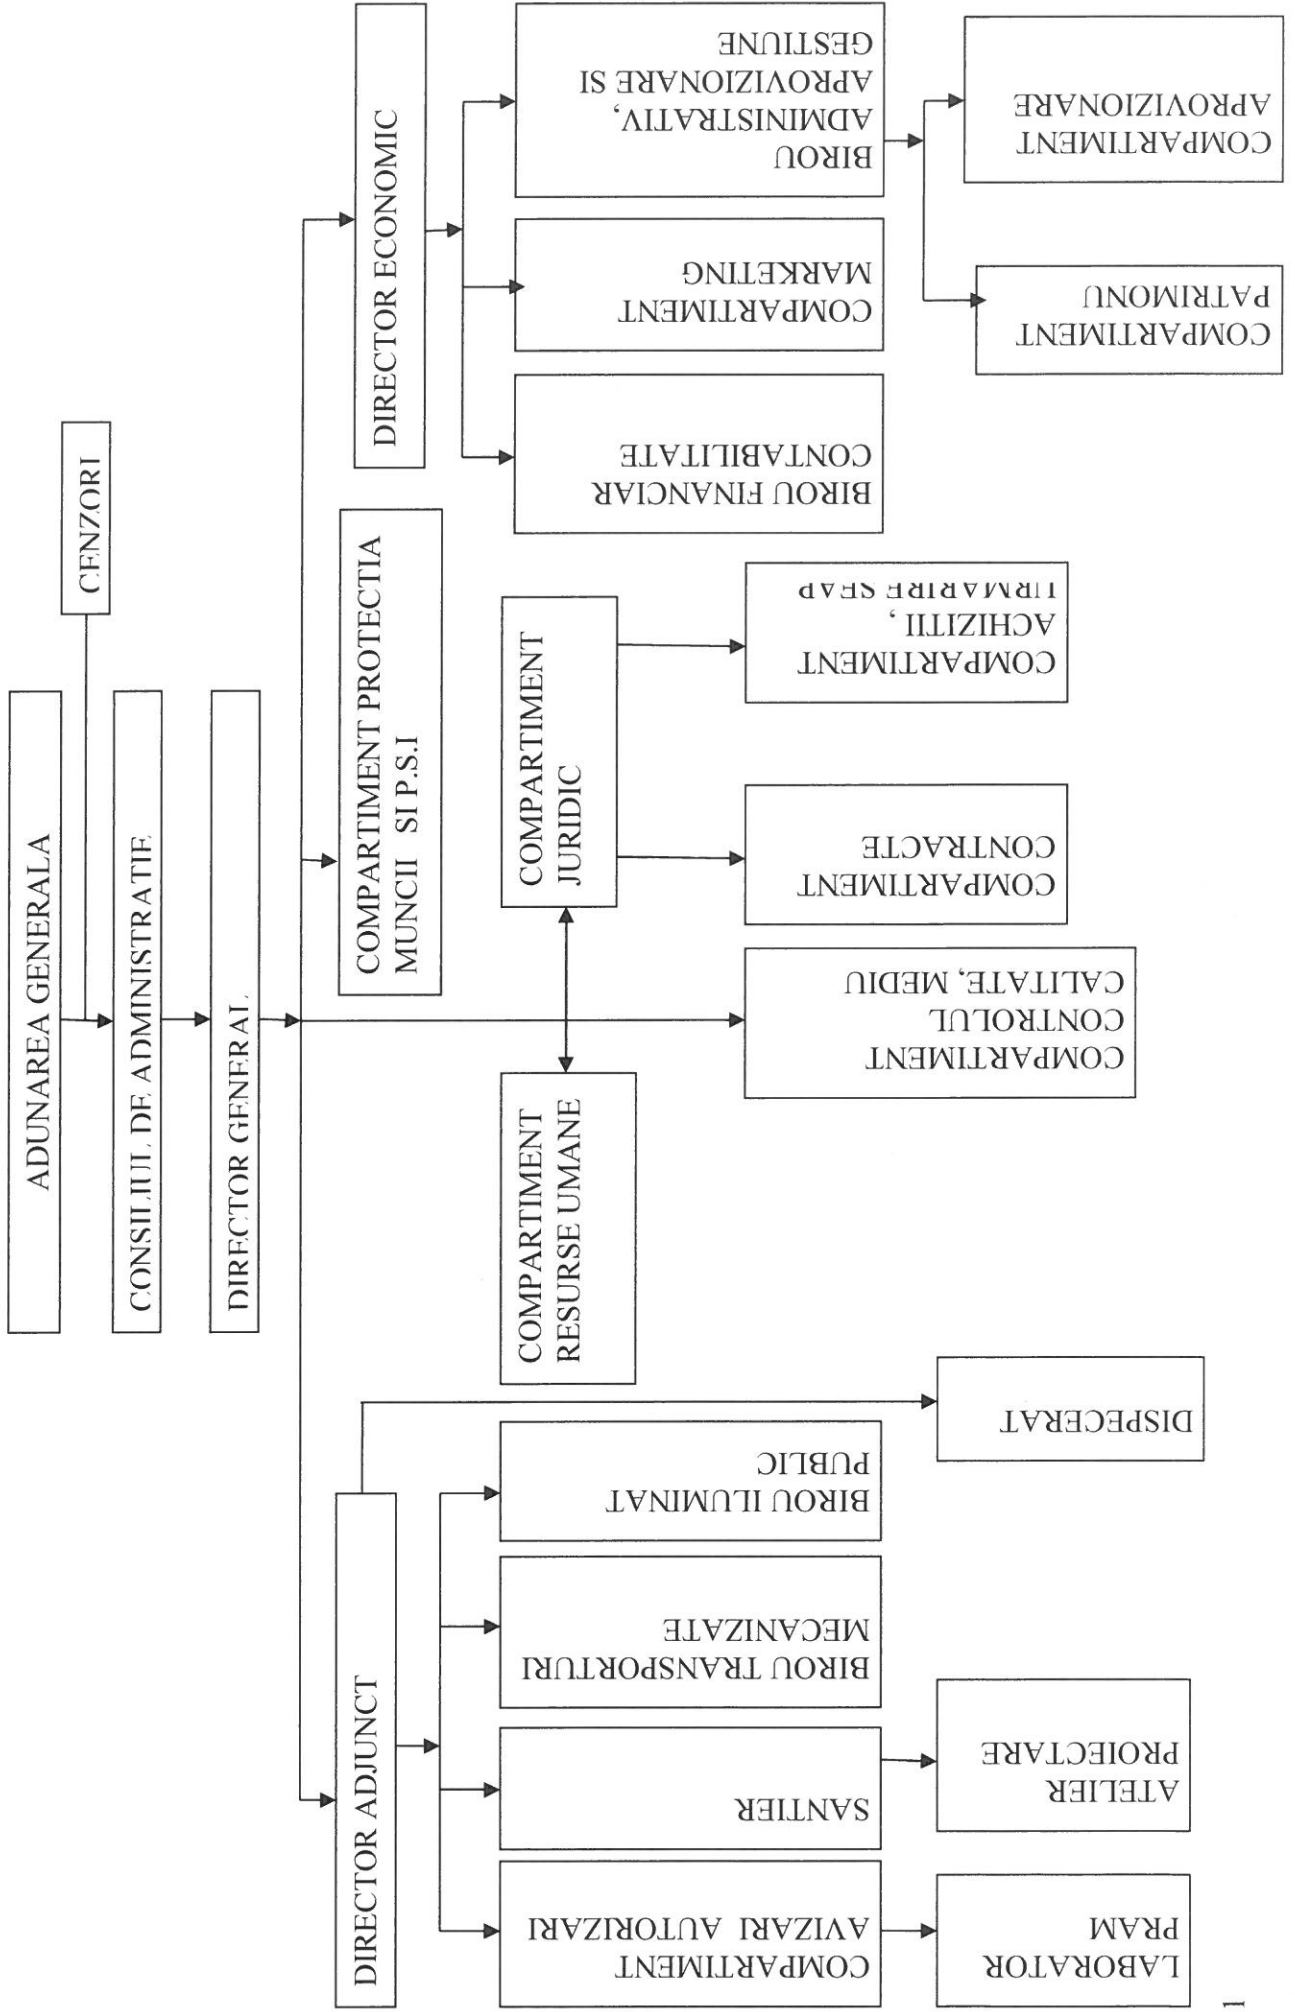 ADUNAREA GENERALA
CENZORI
CONSILIUL DE ADMINISTRATIE
DIRECTOR GENERAL
DIRECTOR ADJUNCT
COMPARTIMENT PROTECTIA
MUNCII SI P.S.I
DIRECTOR ECONOMIC
COMPARTIMENT
AVIZARI AUTORIZARI
SANTIER
BIROU TRANSPORTURI
MECANIZATE
BIROU ILUMINAT
PUBLIC
COMPARTIMENT
RESURSE UMANE
COMPARTIMENT
JURIDIC
BIROU FINANCIAR
CONTABILITATE
COMPARTIMENT
MARKETING
BIROU
ADMINISTRATIV,
APROVIZIONARE SI
GESTIUNE
LABORATOR
PRAM
ATELIER
PROIECTARE
DISPECERAT
COMPARTIMENT
CONTROLUL
CALITATE, MEDIU
COMPARTIMENT
CONTRACTE
COMPARTIMENT
ACHIZITII ,
URMARIRE SEAP
COMPARTIMENT
PATRIMONU
COMPARTIMENT
APROVIZIONARE
1